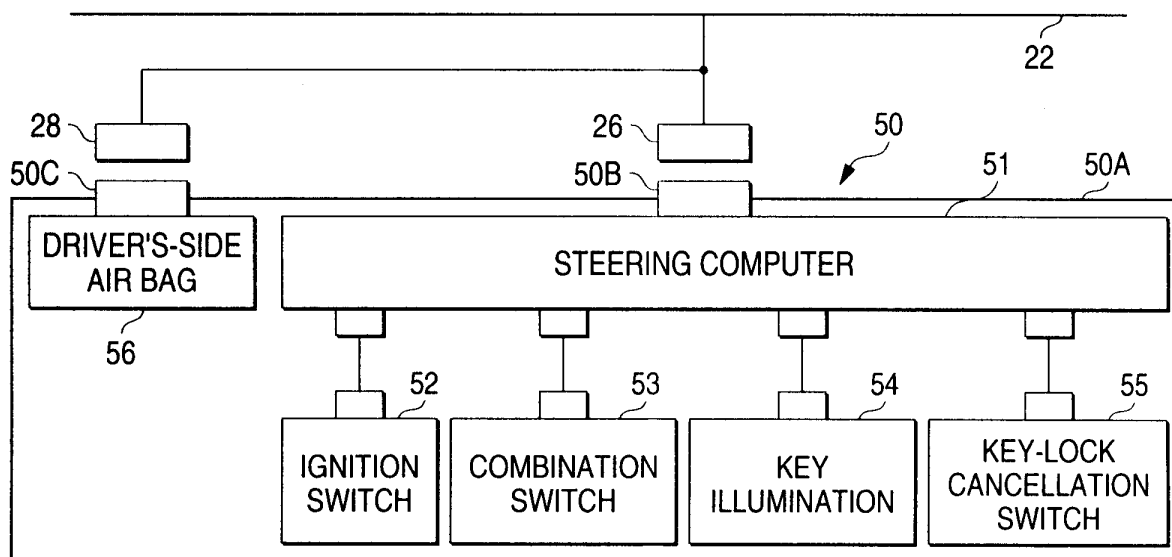 22
28
26
50
50C
50B
51
50A
DRIVER'S-SIDE
AIR BAG
STEERING COMPUTER
56
52
53
54
55
IGNITION
SWITCH
COMBINATION
SWITCH
KEY
ILLUMINATION
KEY-LOCK
CANCELLATION
SWITCH